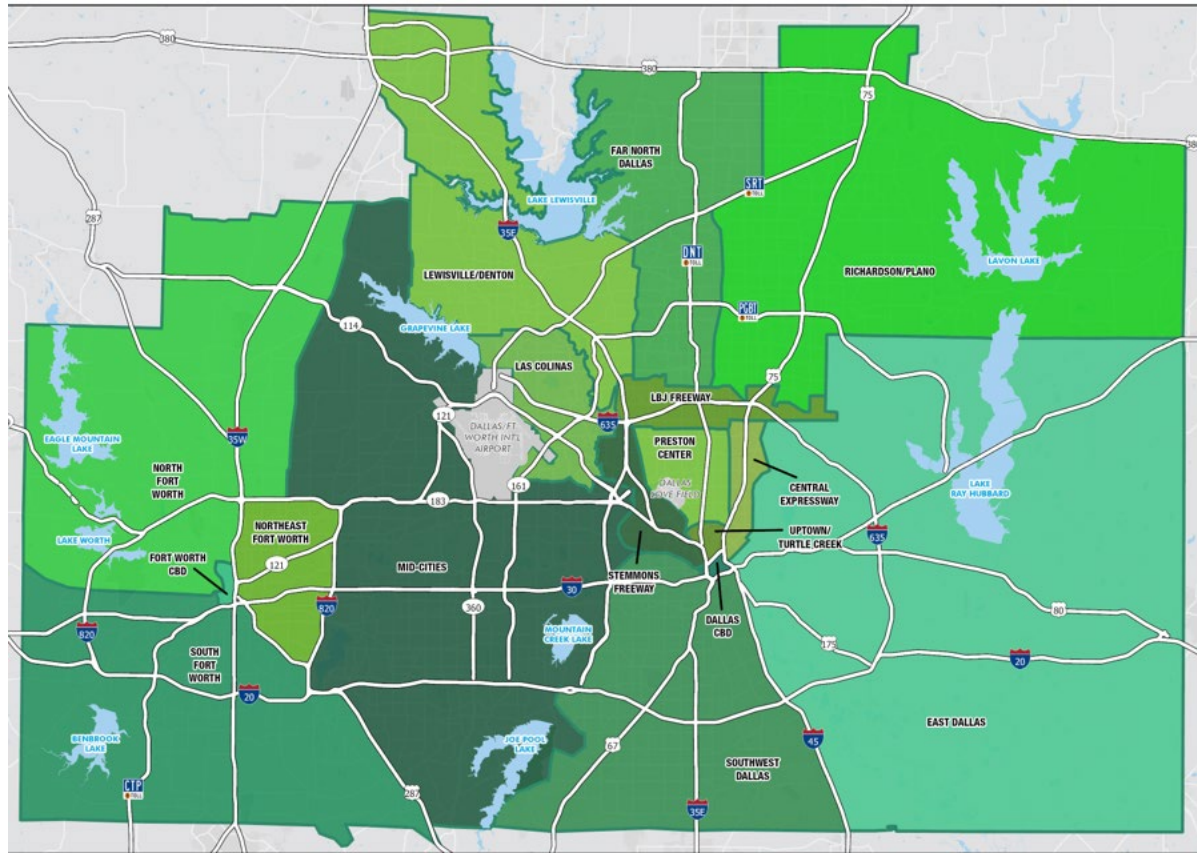 380
380
380
75
FAR NORTH
DALLAS
SRT
TOLL
LAKE LEWISVILLE
287
35E
DNT
TOLL
LAVON LAKE
LEWISVILLE/DENTON
RICHARDSON/PLANO
PGBT
TOLL
114
GRAPEVINE LAKE
LAS COLINAS
75
LBJ FREEWAY
121
635
DALLAS/FT
WORTH INT'L
AIRPORT
35W
EAGLE MOUNTAIN
LAKE
PRESTON
CENTER
NORTH
FORT
WORTH
161
DALLAS
LOVE FIELD
CENTRAL
EXPRESSWAY
LAKE
RAY HUBBARD
183
NORTHEAST
FORT WORTH
UPTOWN/
TURTLE CREEK
635
LAKE WORTH
FORT WORTH
CBD
121
MID-CITIES
STEMMONS
FREEWAY
30
820
360
80
DALLAS
CBD
820
MOUNTAIN
CREEK LAKE
175
SOUTH
FORT
WORTH
20
20
EAST DALLAS
BENBROOK
LAKE
JOE POOL
LAKE
67
45
SOUTHWEST
DALLAS
CTP
TOLL
287
35E